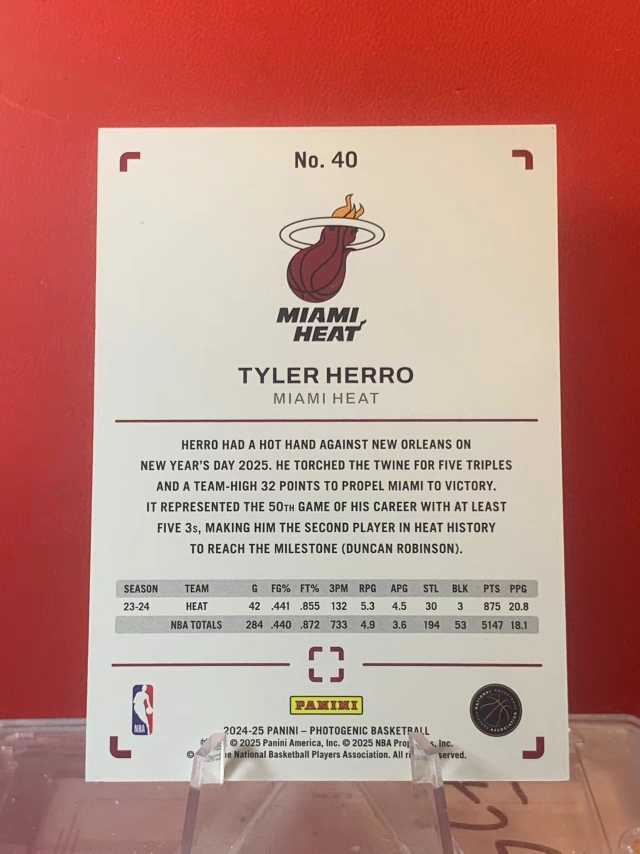 No. 40
MIAMI
HEAT
TYLER HERRO
MIAMI HEAT
HERRO HAD A HOT HAND AGAINST NEW ORLEANS ON
NEW YEAR'S DAY 2025. HE TORCHED THE TWINE FOR FIVE TRIPLES
AND A TEAM-HIGH 32 POINTS TO PROPEL MIAMI TO VICTORY.
IT REPRESENTED THE 50TH GAME OF HIS CAREER WITH AT LEAST
FIVE 3s, MAKING HIM THE SECOND PLAYER IN HEAT HISTORY
TO REACH THE MILESTONE (DUNCAN ROBINSON).
SEASON TEAM G FG% FT% 3PM RPG APG STL BLK PTS PPG
23-24 HEAT 42 .441 .855 132 5.3 4.5 30 3 875 20.8
NBA TOTALS 284 .440 .872 733 4.9 3.6 194 53 5147 18.1
NBA
PANINI
2024-25 PANINI – PHOTOGENIC BASKETBALL
© 2025 Panini America, Inc. © 2025 NBA Inc.
© National Basketball Players Association. All